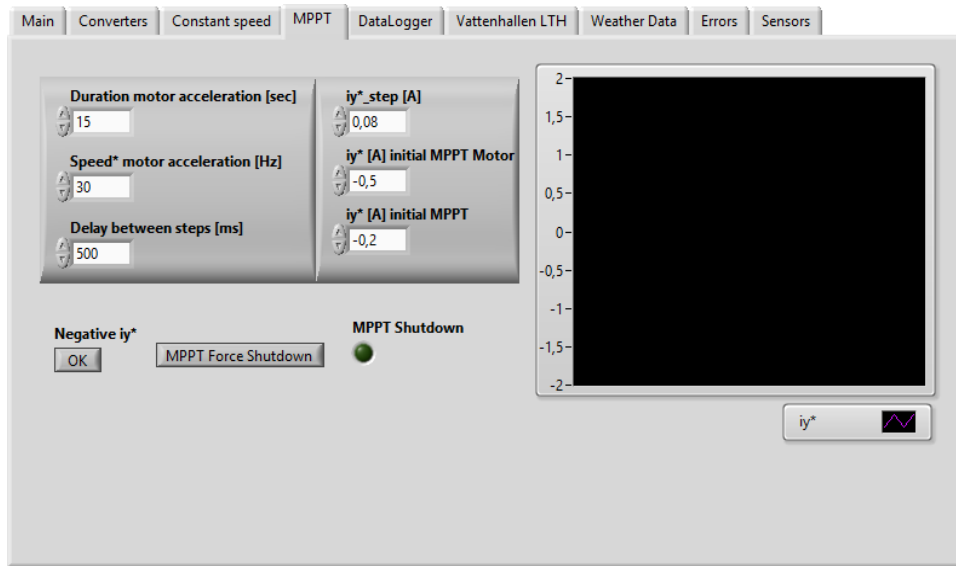 Main Converters Constant speed MPPT DataLogger Vattenhallen LTH Weather Data Errors Sensors
Duration motor acceleration [sec]
15
Speed* motor acceleration [Hz]
30
Delay between steps [ms]
500
iy*_step [A]
0,08
iy* [A] initial MPPT Motor
-0,5
iy* [A] initial MPPT
-0,2
Negative iy*
OK
MPPT Force Shutdown
MPPT Shutdown
2
1,5
1
0,5
0
-0,5
-1
-1,5
-2
iy*